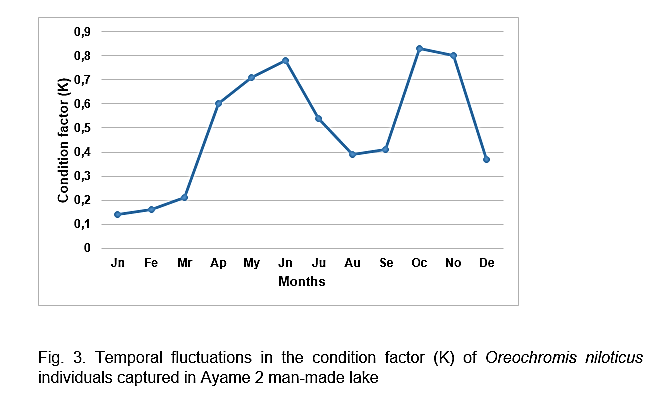 0,9
0,8
0,7
0,6
0,5
0,4
0,3
0,2
0,1
0
Condition factor (K)
Jn Fe Mr Ap My Jn Ju Au Se Oc No De
Months
Fig. 3. Temporal fluctuations in the condition factor (K) of Oreochromis niloticus
individuals captured in Ayame 2 man-made lake